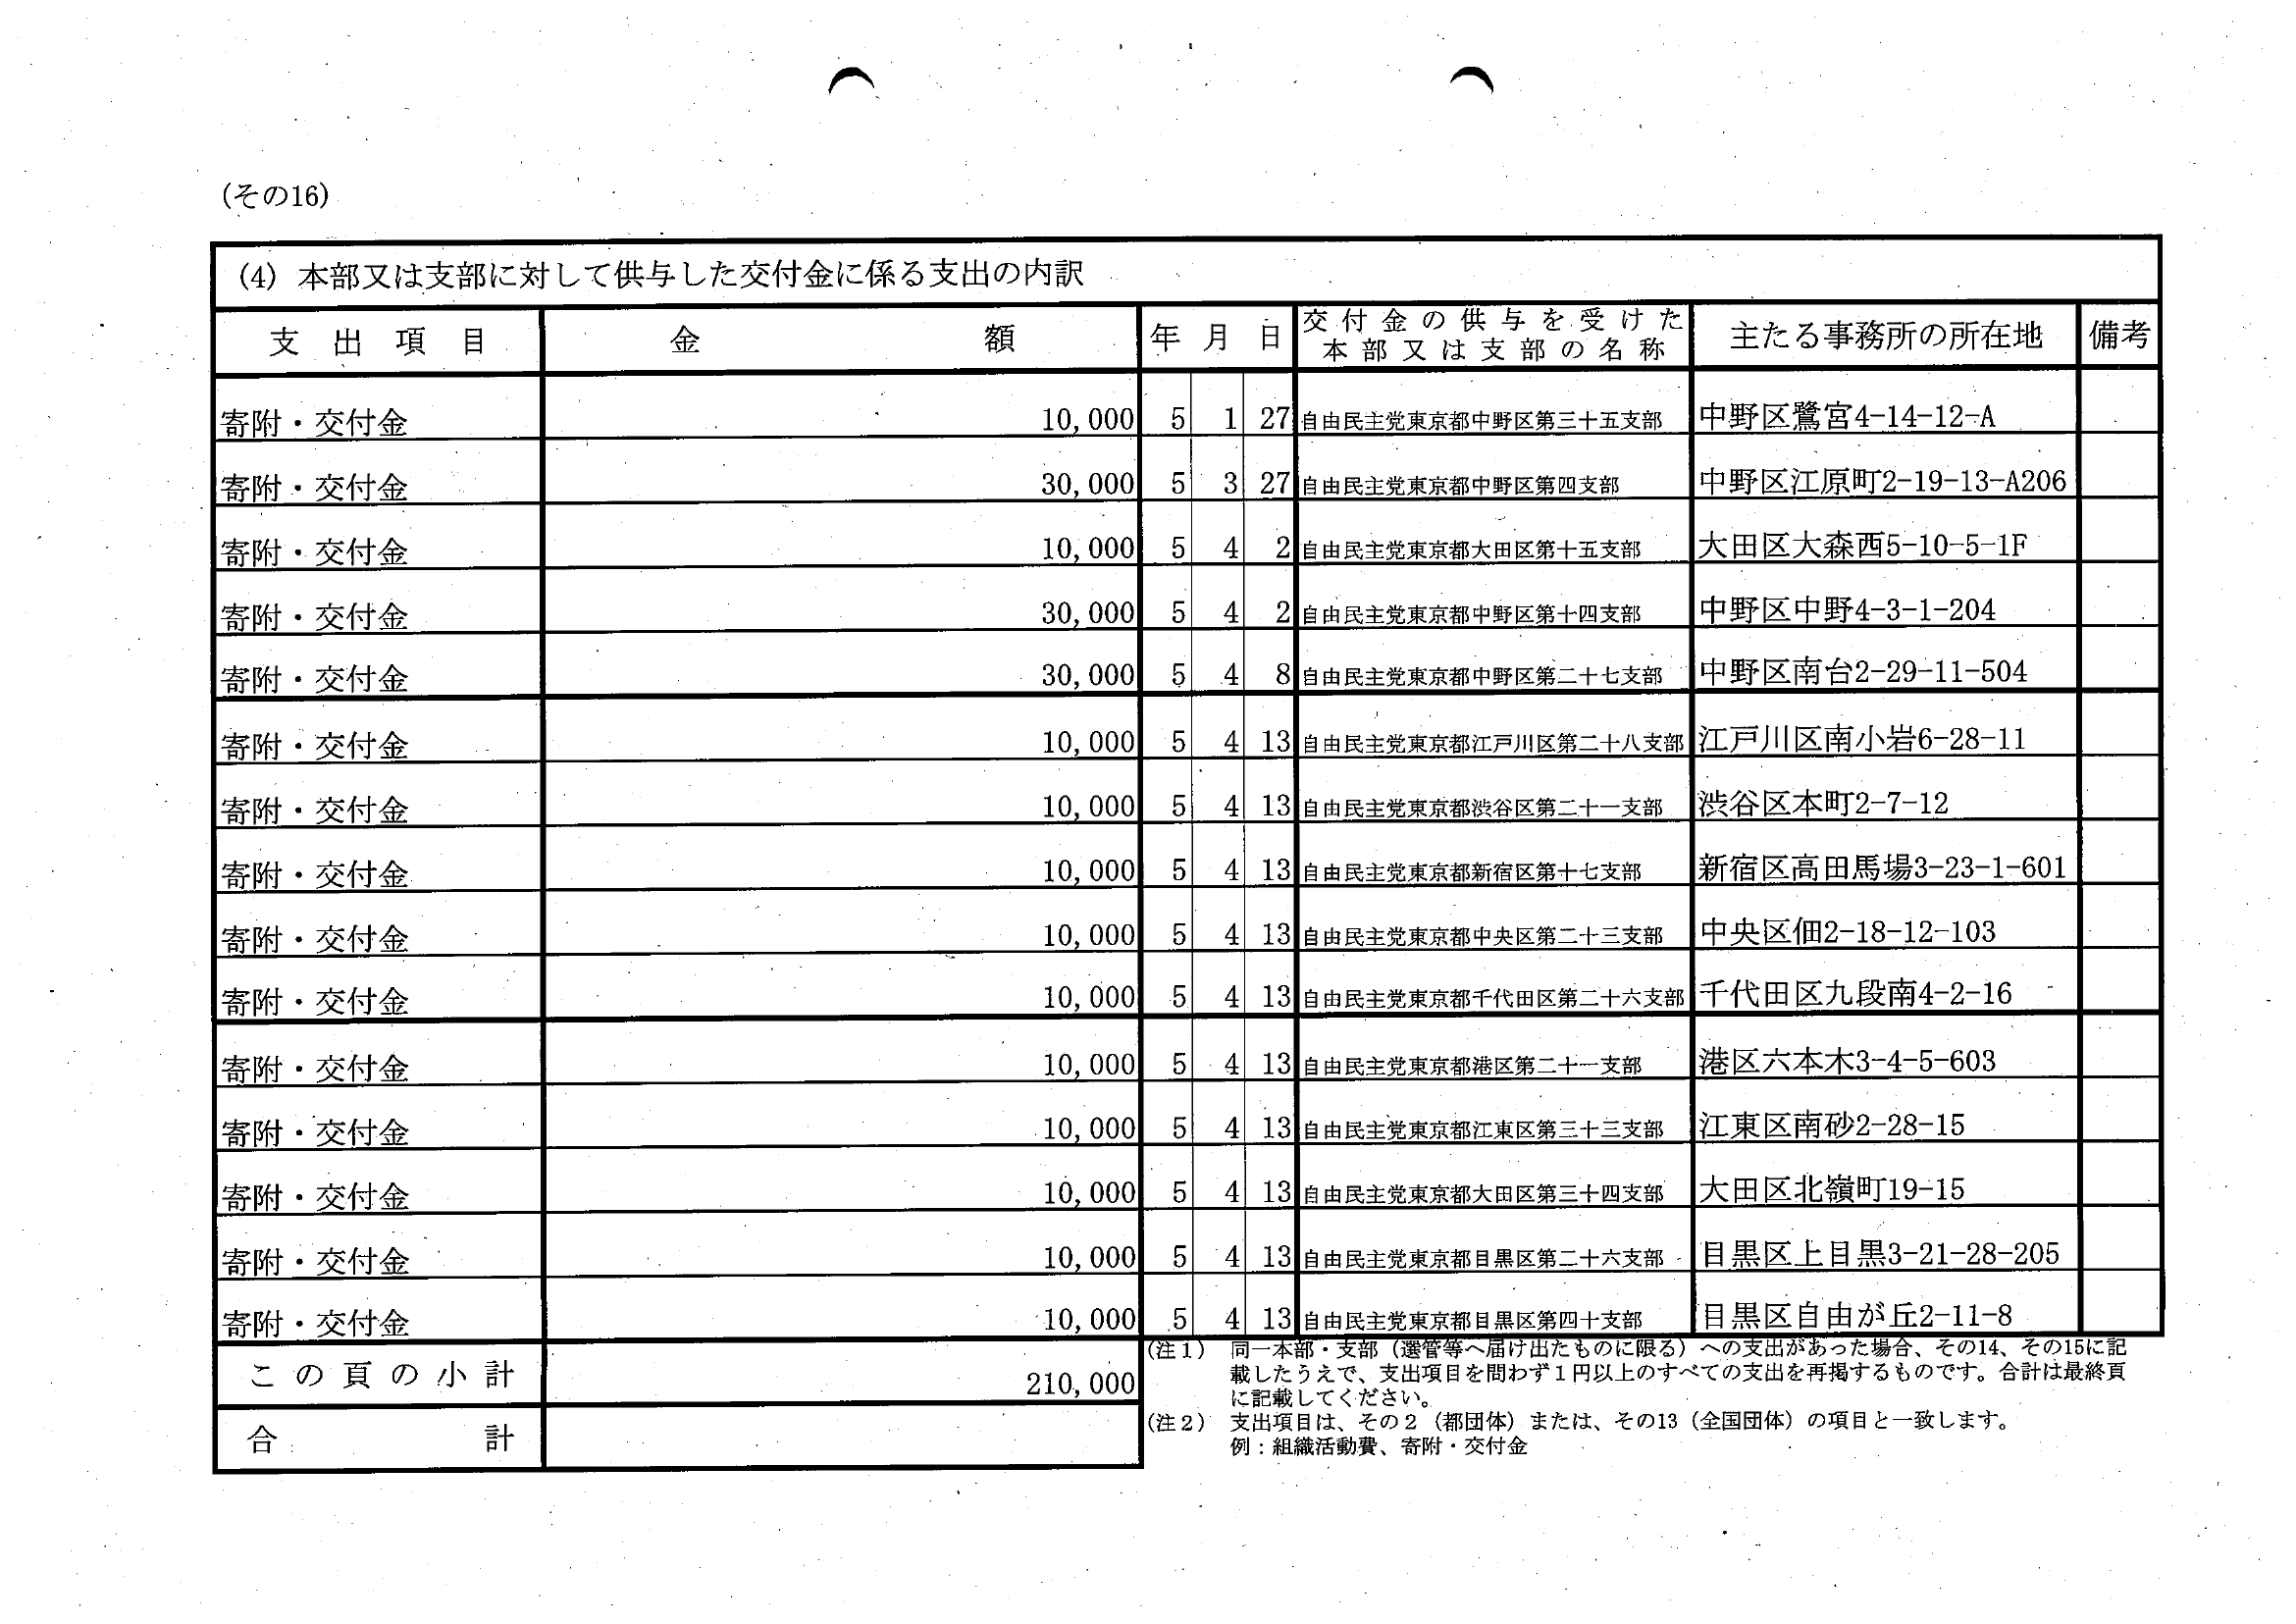 (その16)
(4) 本部又は支部に対して供与した交付金に係る支出の内訳
支出項目 金額 年月日 交付金の供与を受けた本部又は支部の名称 主たる事務所の所在地 備考
寄附・交付金 10,000 5 1 27 自由民主党東京都中野区第三十五支部 中野区鷺宮4-14-12-A
寄附・交付金 30,000 5 3 27 自由民主党東京都中野区第四支部 中野区江原町2-19-13-A206
寄附・交付金 10,000 5 4 2 自由民主党東京都大田区第十五支部 大田区大森西5-10-5-1F
寄附・交付金 30,000 5 4 2 自由民主党東京都中野区第十四支部 中野区中野4-3-1-204
寄附・交付金 30,000 5 4 8 自由民主党東京都中野区第二十七支部 中野区南台2-29-11-504
寄附・交付金 10,000 5 4 13 自由民主党東京都江戸川区第二十八支部 江戸川区南小岩6-28-11
寄附・交付金 10,000 5 4 13 自由民主党東京都渋谷区第二十一支部 渋谷区本町2-7-12
寄附・交付金 10,000 5 4 13 自由民主党東京都新宿区第十七支部 新宿区高田馬場3-23-1-601
寄附・交付金 10,000 5 4 13 自由民主党東京都中央区第二十三支部 中央区佃2-18-12-103
寄附・交付金 10,000 5 4 13 自由民主党東京都千代田区第二十六支部 千代田区九段南4-2-16
寄附・交付金 10,000 5 4 13 自由民主党東京都港区第二十一支部 港区六本木3-4-5-603
寄附・交付金 10,000 5 4 13 自由民主党東京都江東区第三十三支部 江東区南砂2-28-15
寄附・交付金 10,000 5 4 13 自由民主党東京都大田区第三十四支部 大田区北嶺町19-15
寄附・交付金 10,000 5 4 13 自由民主党東京都目黒区第二十六支部 目黒区上目黒3-21-28-205
寄附・交付金 10,000 5 4 13 自由民主党東京都目黒区第四十支部 目黒区自由が丘2-11-8
この頁の小計 210,000
合計
(注1) 同一本部・支部(選管等へ届け出たものに限る)への支出があった場合、その14、その15に記
載したうえで、支出項目を問わず1円以上のすべての支出を再掲するものです。合計は最終頁
に記載してください。
(注2) 支出項目は、その2(都団体)または、その13(全国団体)の項目と一致します。
例:組織活動費、寄附・交付金